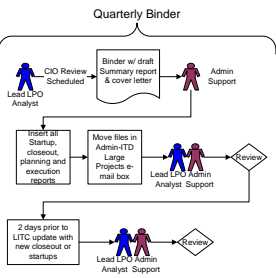 Quarterly Binder
CIO Review
Scheduled
Binder w/ draft
Summary report
& cover letter
Admin
Support
Lead LPO
Analyst
Insert all
Startup,
closeout,
planning and
execution
reports
Move files in
Admin-ITD
Large
Projects e-
mail box
Lead LPO Admin
Analyst Support
Review
2 days prior to
LITC update with
new closeout or
startups
Lead LPO Admin
Analyst Support
Review